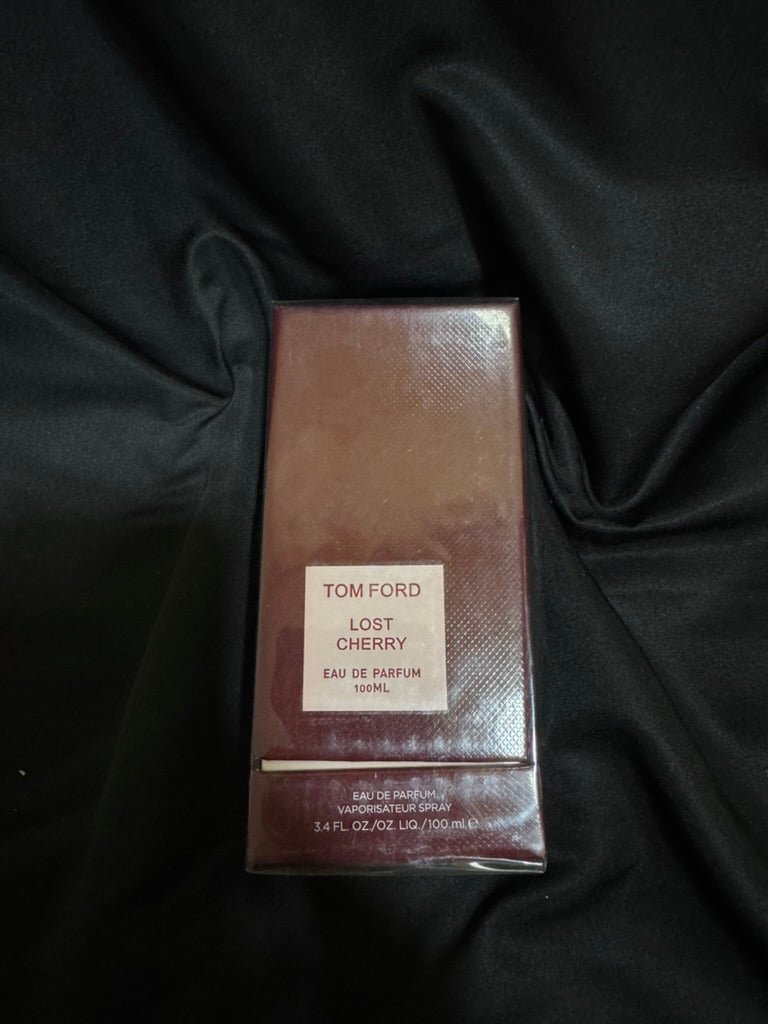 TOM FORD
LOST
CHERRY
EAU DE PARFUM
100ML
EAU DE PARFUM
VAPORISATEUR SPRAY
3.4 FL. OZ./OZ. LIQ./100 ml ℮